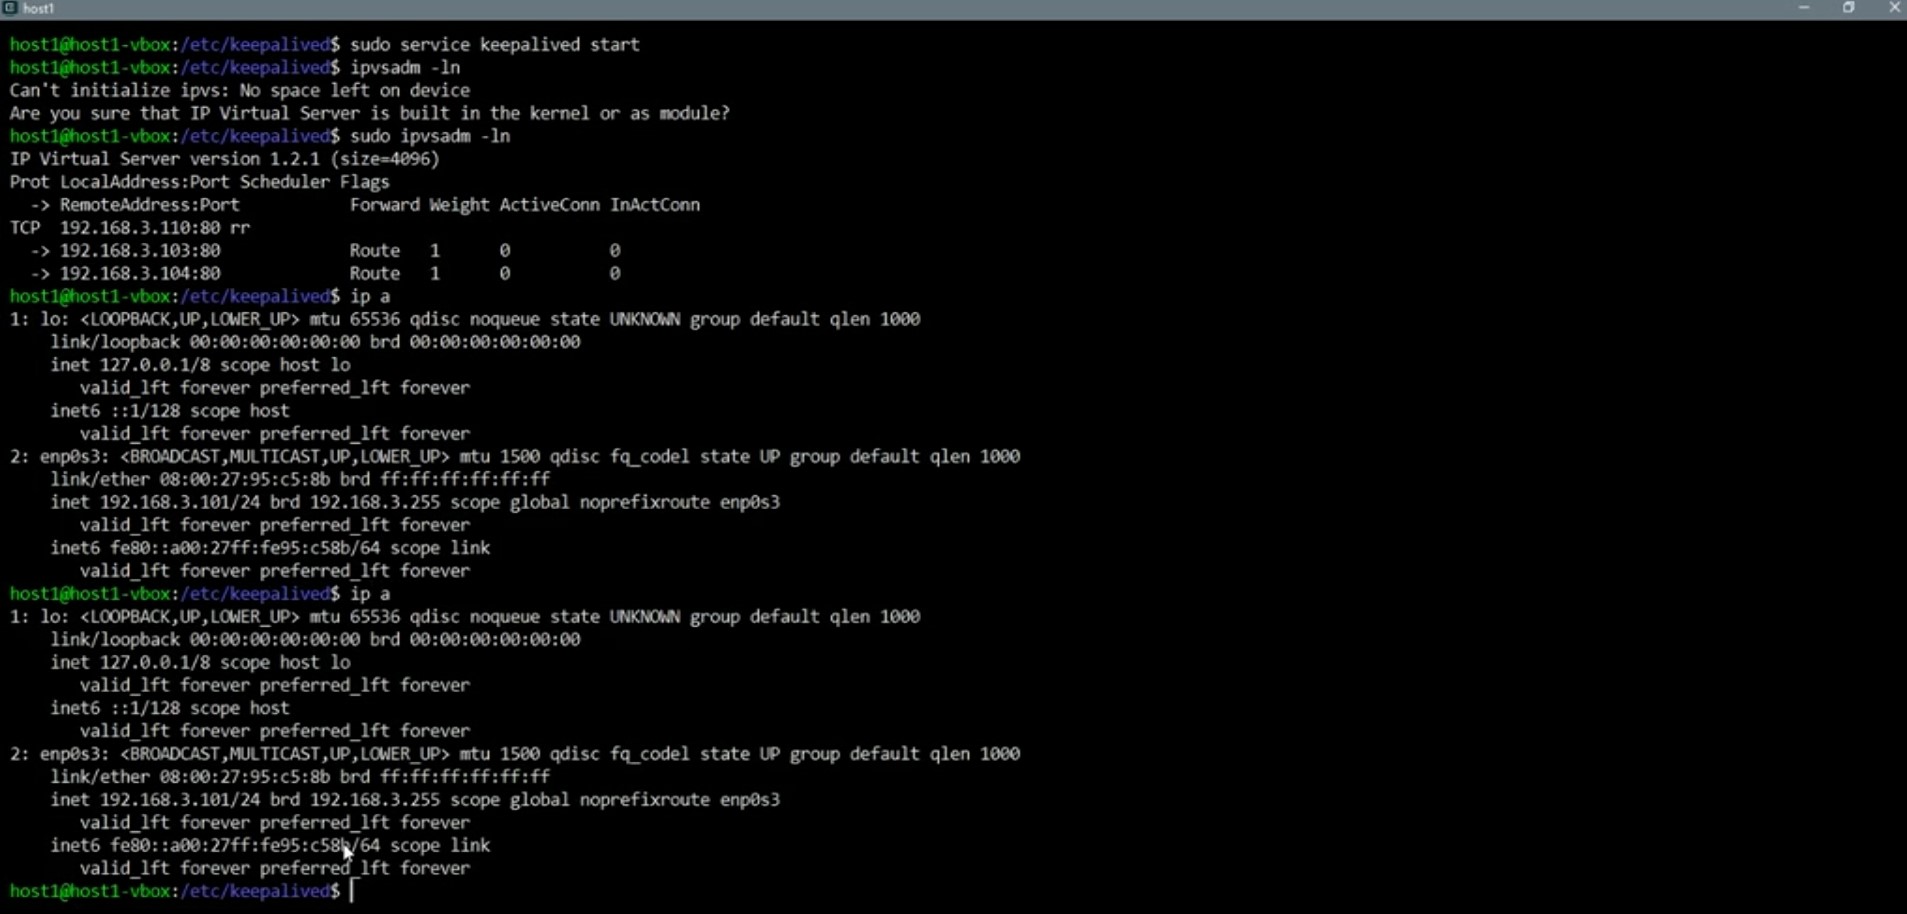 host1
host1@host1-vbox:/etc/keepalived$ sudo service keepalived start
host1@host1-vbox:/etc/keepalived$ ipvsadm -ln
Can't initialize ipvs: No space left on device
Are you sure that IP Virtual Server is built in the kernel or as module?
host1@host1-vbox:/etc/keepalived$ sudo ipvsadm -ln
IP Virtual Server version 1.2.1 (size=4096)
Prot LocalAddress:Port Scheduler Flags
  -> RemoteAddress:Port           Forward Weight ActiveConn InActConn
TCP  192.168.3.110:80 rr
  -> 192.168.3.103:80             Route   1      0          0
  -> 192.168.3.104:80             Route   1      0          0
host1@host1-vbox:/etc/keepalived$ ip a
1: lo: <LOOPBACK,UP,LOWER_UP> mtu 65536 qdisc noqueue state UNKNOWN group default qlen 1000
    link/loopback 00:00:00:00:00:00 brd 00:00:00:00:00:00
    inet 127.0.0.1/8 scope host lo
       valid_lft forever preferred_lft forever
    inet6 ::1/128 scope host
       valid_lft forever preferred_lft forever
2: enp0s3: <BROADCAST,MULTICAST,UP,LOWER_UP> mtu 1500 qdisc fq_codel state UP group default qlen 1000
    link/ether 08:00:27:95:c5:8b brd ff:ff:ff:ff:ff:ff
    inet 192.168.3.101/24 brd 192.168.3.255 scope global noprefixroute enp0s3
       valid_lft forever preferred_lft forever
    inet6 fe80::a00:27ff:fe95:c58b/64 scope link
       valid_lft forever preferred_lft forever
host1@host1-vbox:/etc/keepalived$ ip a
1: lo: <LOOPBACK,UP,LOWER_UP> mtu 65536 qdisc noqueue state UNKNOWN group default qlen 1000
    link/loopback 00:00:00:00:00:00 brd 00:00:00:00:00:00
    inet 127.0.0.1/8 scope host lo
       valid_lft forever preferred_lft forever
    inet6 ::1/128 scope host
       valid_lft forever preferred_lft forever
2: enp0s3: <BROADCAST,MULTICAST,UP,LOWER_UP> mtu 1500 qdisc fq_codel state UP group default qlen 1000
    link/ether 08:00:27:95:c5:8b brd ff:ff:ff:ff:ff:ff
    inet 192.168.3.101/24 brd 192.168.3.255 scope global noprefixroute enp0s3
       valid_lft forever preferred_lft forever
    inet6 fe80::a00:27ff:fe95:c58b/64 scope link
       valid_lft forever preferred_lft forever
host1@host1-vbox:/etc/keepalived$